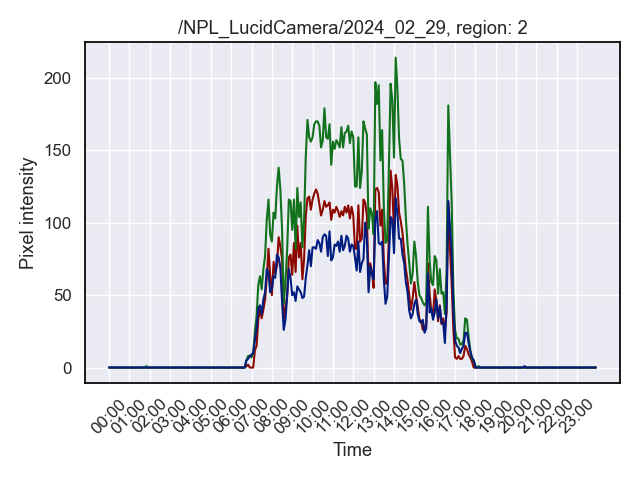 /NPL_LucidCamera/2024_02_29, region: 2
200
150
100
50
0
Pixel intensity
00:00 01:00 02:00 03:00 04:00 05:00 06:00 07:00 08:00 09:00 10:00 11:00 12:00 13:00 14:00 15:00 16:00 17:00 18:00 19:00 20:00 21:00 22:00 23:00
Time